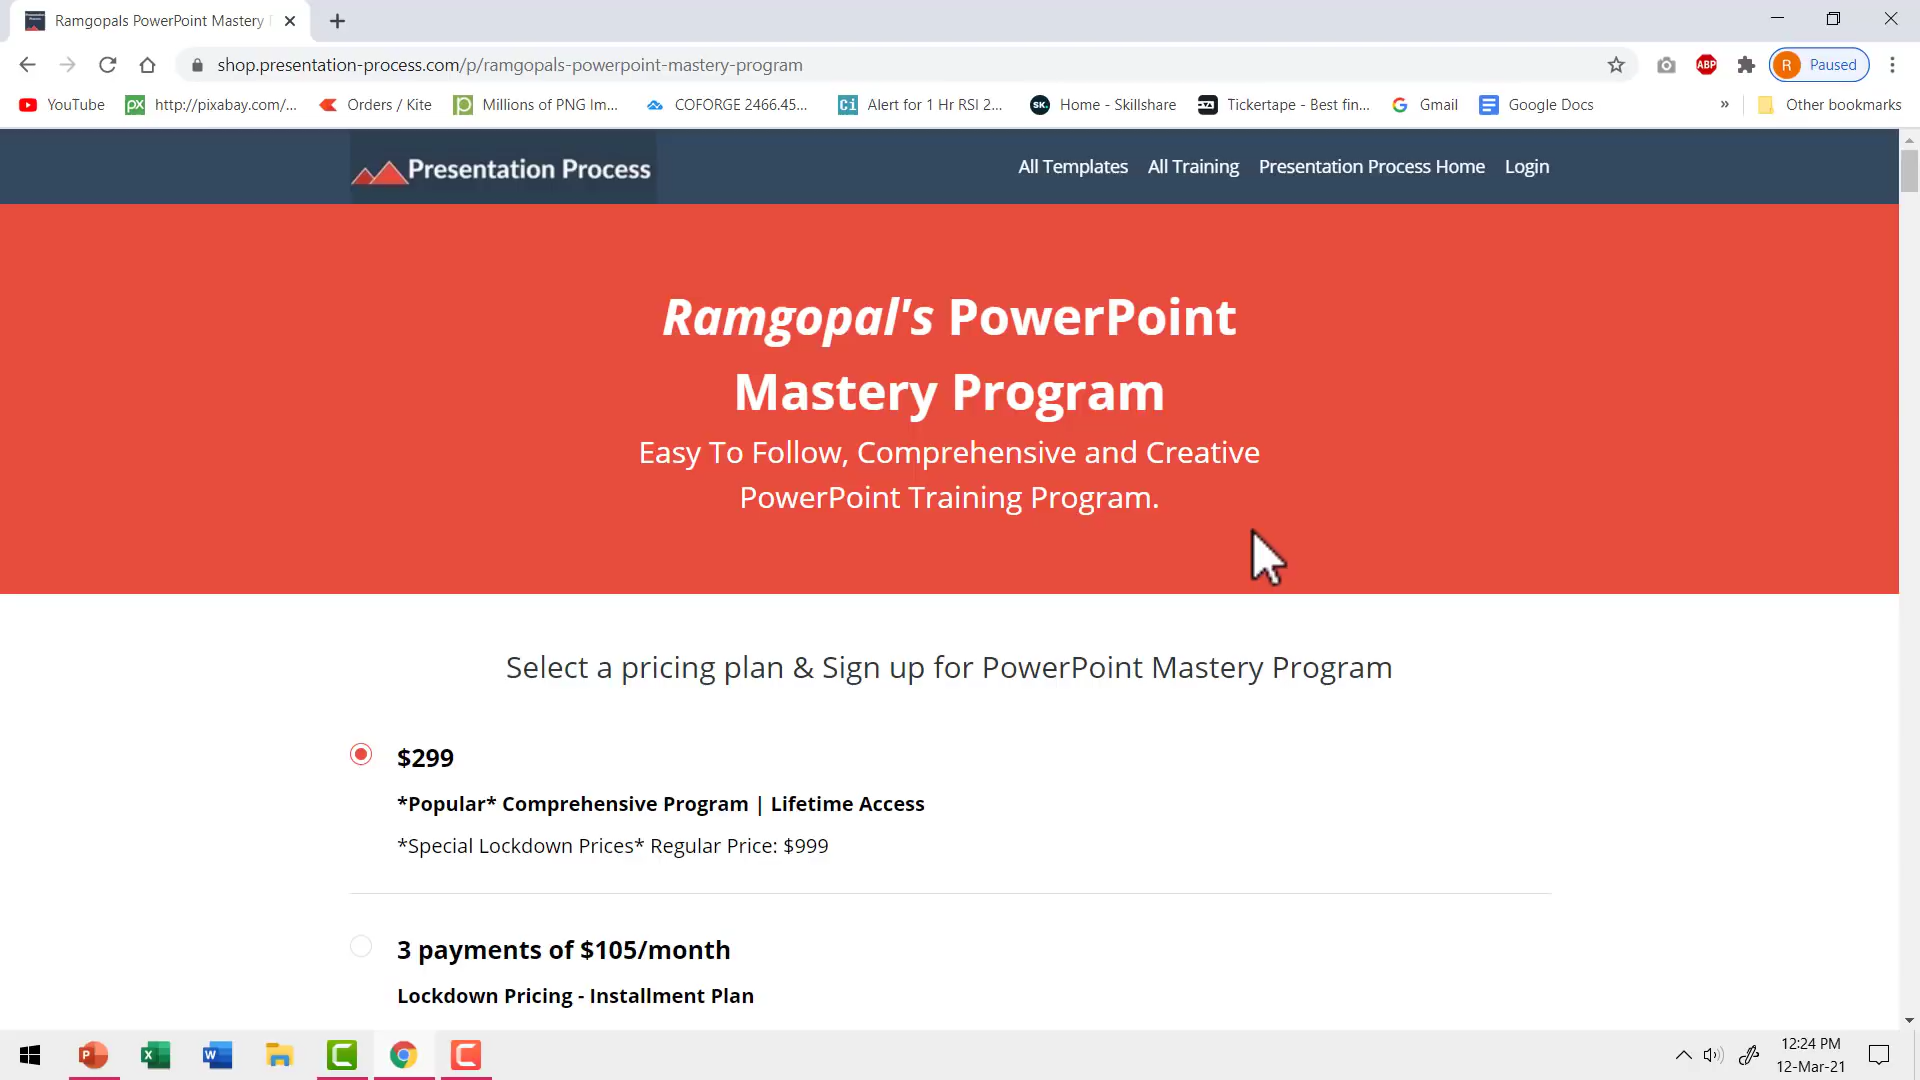 Ramgopals PowerPoint Mastery
shop.presentation-process.com/p/ramgopals-powerpoint-mastery-program
ABP
R Paused
YouTube
px http://pixabay.com/...
Orders / Kite
Millions of PNG Im...
COFORGE 2466.45...
Ci Alert for 1 Hr RSI 2...
SK. Home - Skillshare
Tickertape - Best fin...
G Gmail
Google Docs
»
Other bookmarks
Presentation Process
All Templates All Training Presentation Process Home Login
Ramgopal's PowerPoint
Mastery Program
Easy To Follow, Comprehensive and Creative
PowerPoint Training Program.
Select a pricing plan & Sign up for PowerPoint Mastery Program
$299
*Popular* Comprehensive Program | Lifetime Access
*Special Lockdown Prices* Regular Price: $999
3 payments of $105/month
Lockdown Pricing - Installment Plan
12:24 PM
12-Mar-21